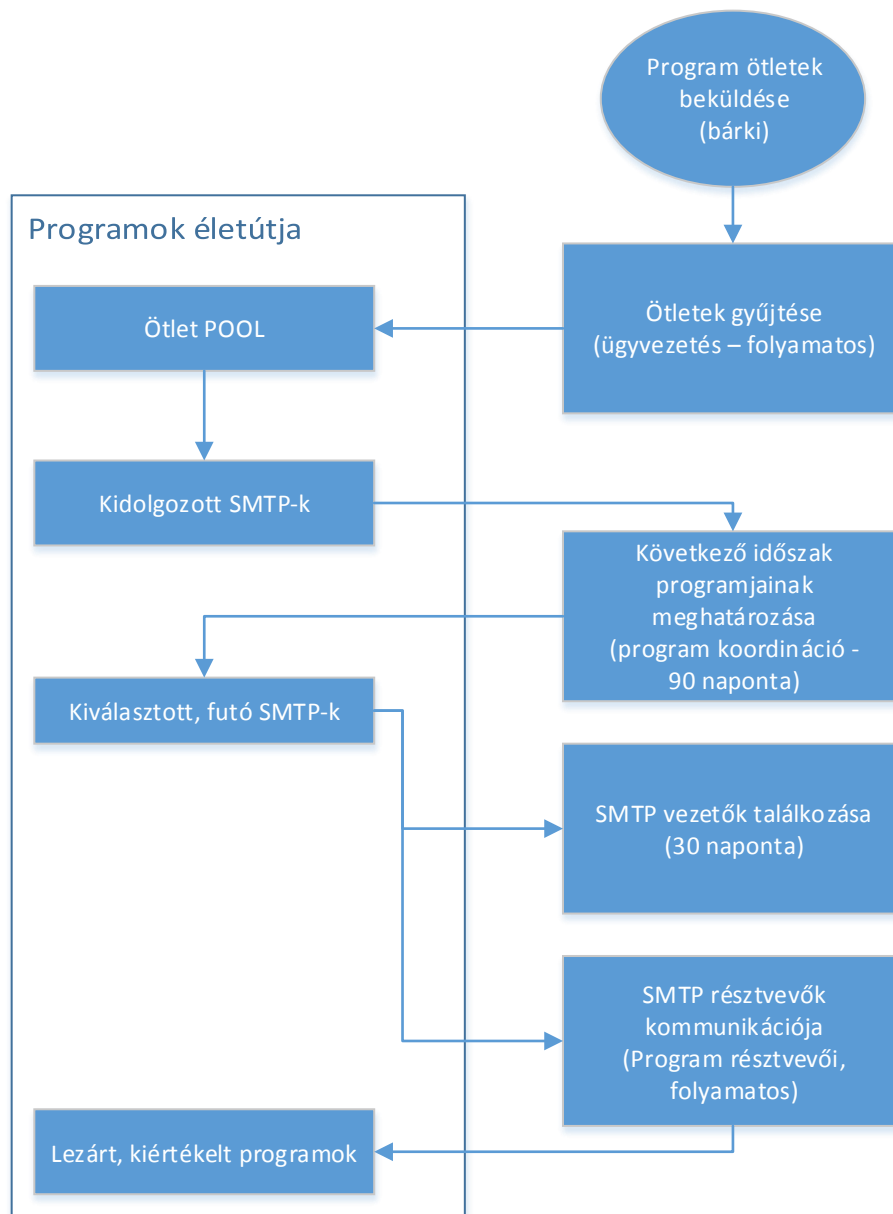 Program ötletek
beküldése
(bárki)
Programok életútja
Ötlet POOL
Ötletek gyűjtése
(ügyvezetés – folyamatos)
Kidolgozott SMTP-k
Következő időszak
programjainak
meghatározása
(program koordináció -
90 naponta)
Kiválasztott, futó SMTP-k
SMTP vezetők találkozása
(30 naponta)
SMTP résztvevők
kommunikációja
(Program résztvevői,
folyamatos)
Lezárt, kiértékelt programok